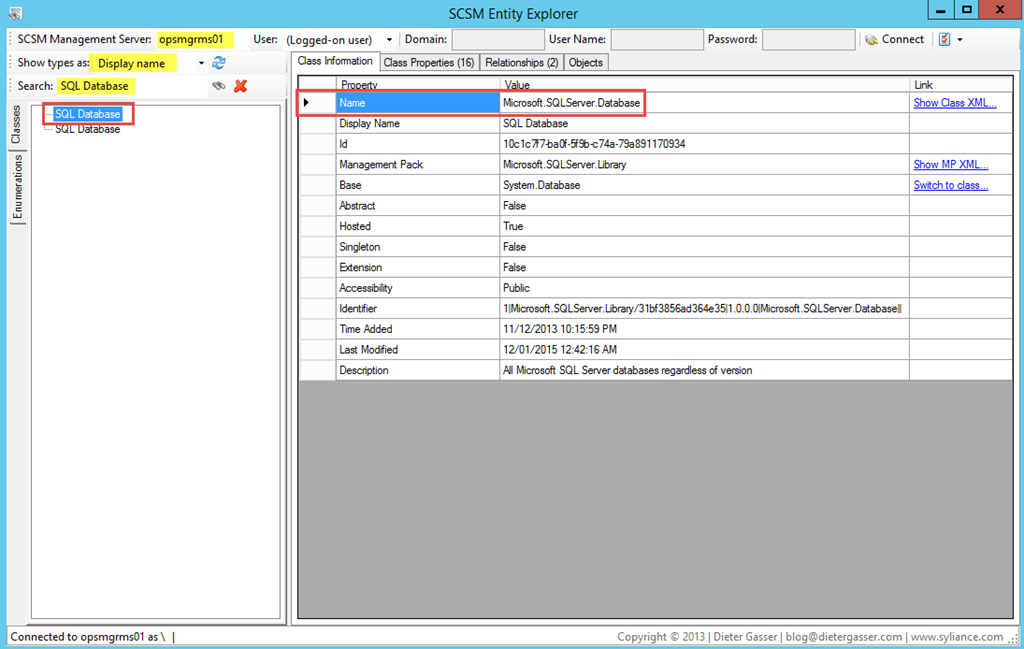 SCSM Entity Explorer
SCSM Management Server: opsmgrms01 User: (Logged-on user) Domain: User Name: Password: Connect
Show types as: Display name
Search: SQL Database
Classes
Enumerations
SQL Database
SQL Database
Class Information Class Properties (16) Relationships (2) Objects
Property Value Link
Name Microsoft.SQLServer.Database Show Class XML...
Display Name SQL Database
Id 10c1c7f7-ba0f-5f9b-c74a-79a891170934
Management Pack Microsoft.SQLServer.Library Show MP XML...
Base System.Database Switch to class...
Abstract False
Hosted True
Singleton False
Extension False
Accessibility Public
Identifier 1|Microsoft.SQLServer.Library/31bf3856ad364e35|1.0.0.0|Microsoft.SQLServer.Database||
Time Added 11/12/2013 10:15:59 PM
Last Modified 12/01/2015 12:42:16 AM
Description All Microsoft SQL Server databases regardless of version
Connected to opsmgrms01 as \ | Copyright © 2013 | Dieter Gasser | blog@dietergasser.com | www.syliance.com